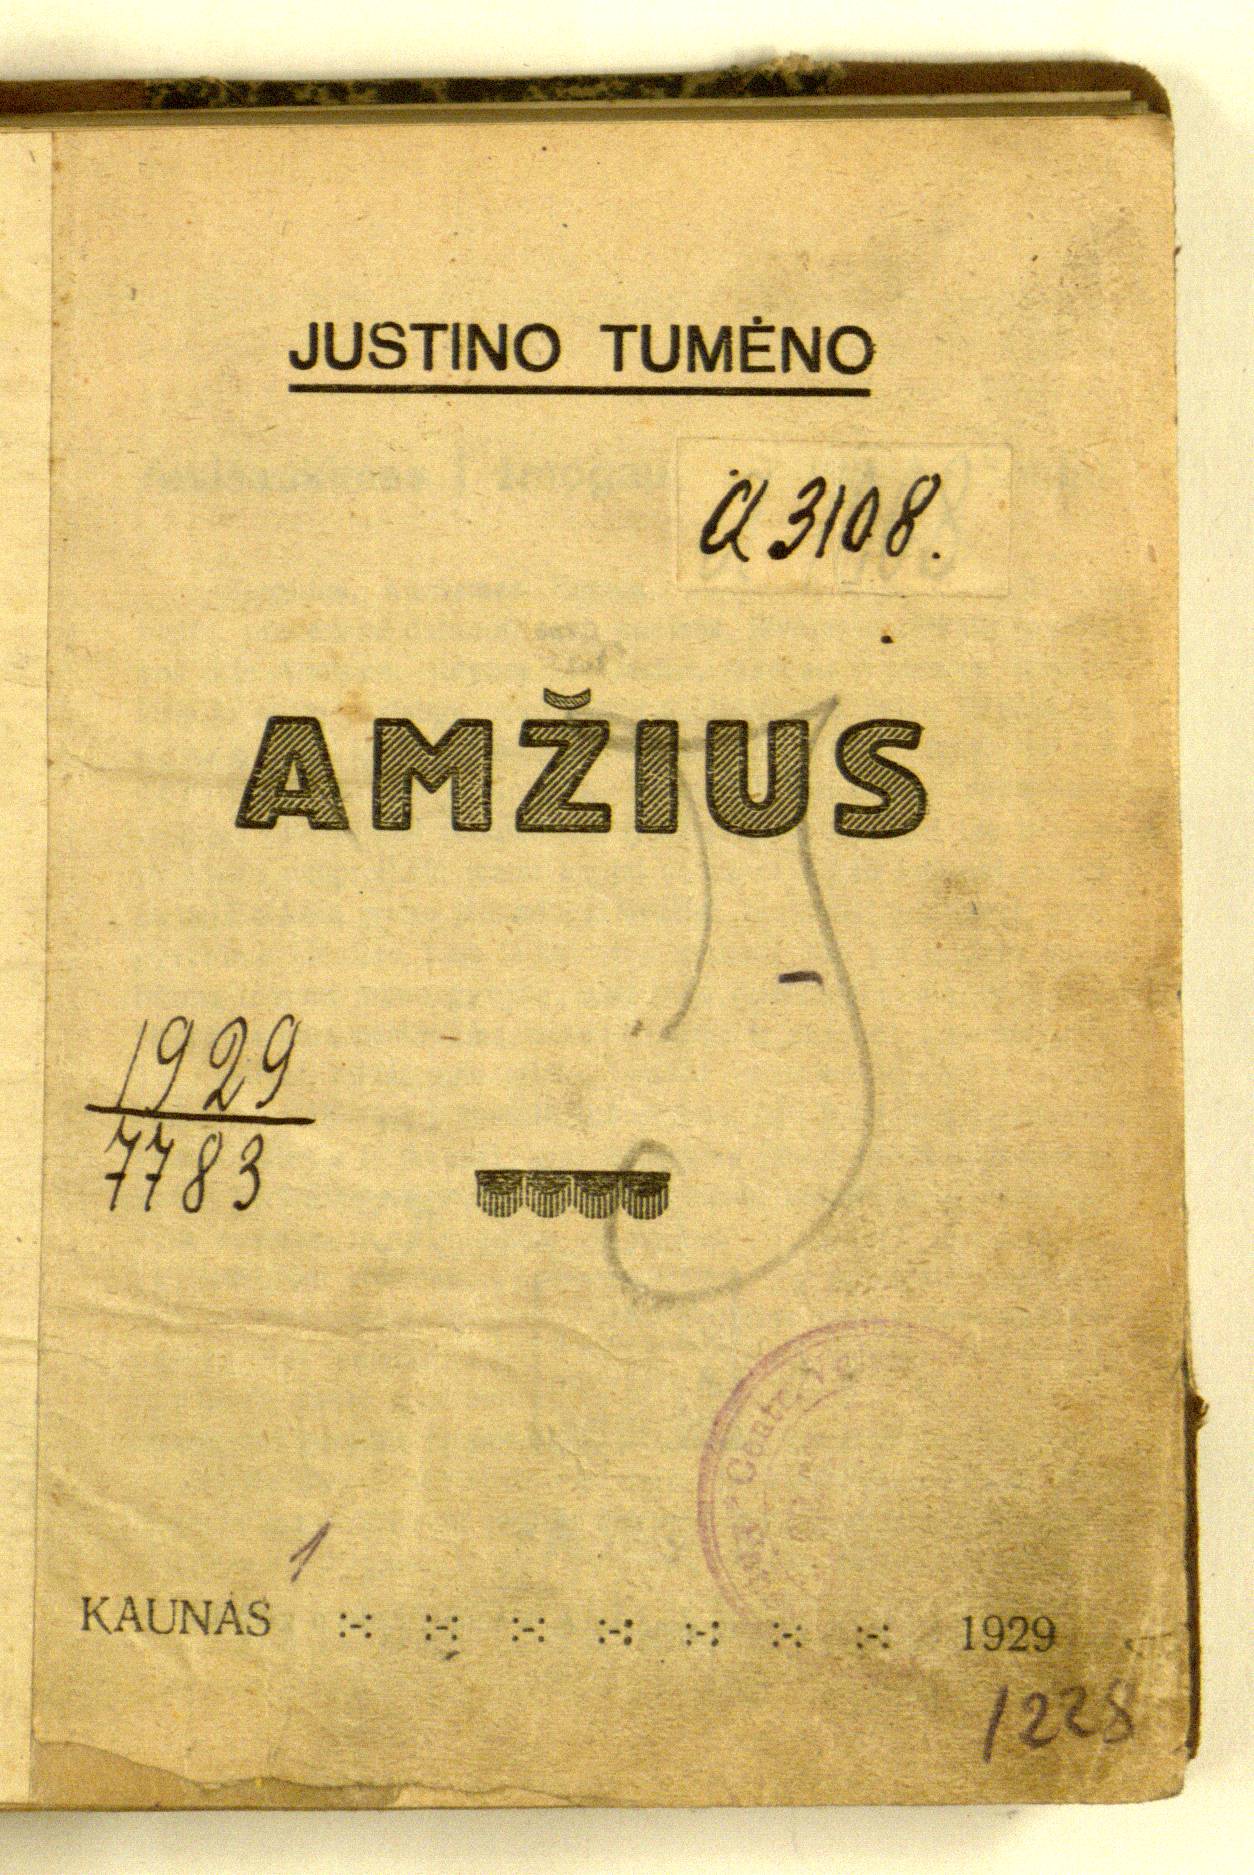 JUSTINO TUMĖNO
A 3108.
AMŽIUS
1929
7783
1
KAUNAS :-: :-: :-: :-: :-: :-: :-: 1929
1228